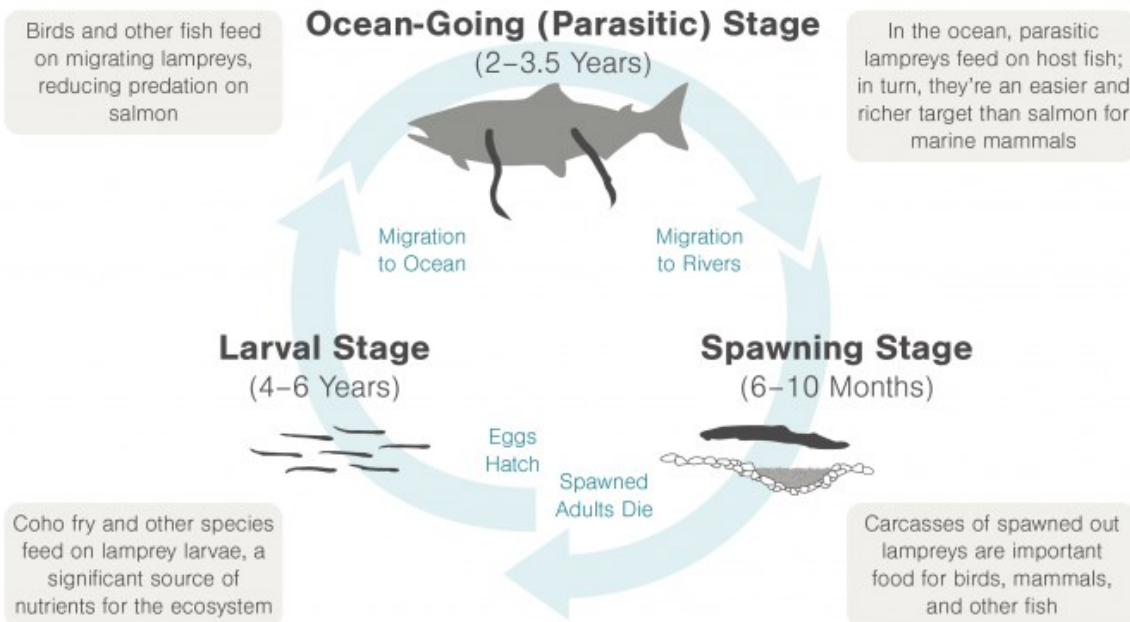 Ocean-Going (Parasitic) Stage
(2–3.5 Years)
Birds and other fish feed
on migrating lampreys,
reducing predation on
salmon
In the ocean, parasitic
lampreys feed on host fish;
in turn, they're an easier and
richer target than salmon for
marine mammals
Migration
to Ocean
Migration
to Rivers
Larval Stage
(4–6 Years)
Spawning Stage
(6–10 Months)
Eggs
Hatch
Spawned
Adults Die
Coho fry and other species
feed on lamprey larvae, a
significant source of
nutrients for the ecosystem
Carcasses of spawned out
lampreys are important
food for birds, mammals,
and other fish